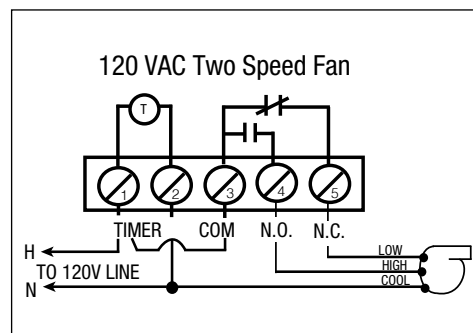 120 VAC Two Speed Fan
T
1 2 3 4 5
TIMER COM N.O. N.C.
H
TO 120V LINE
N
LOW
HIGH
COOL